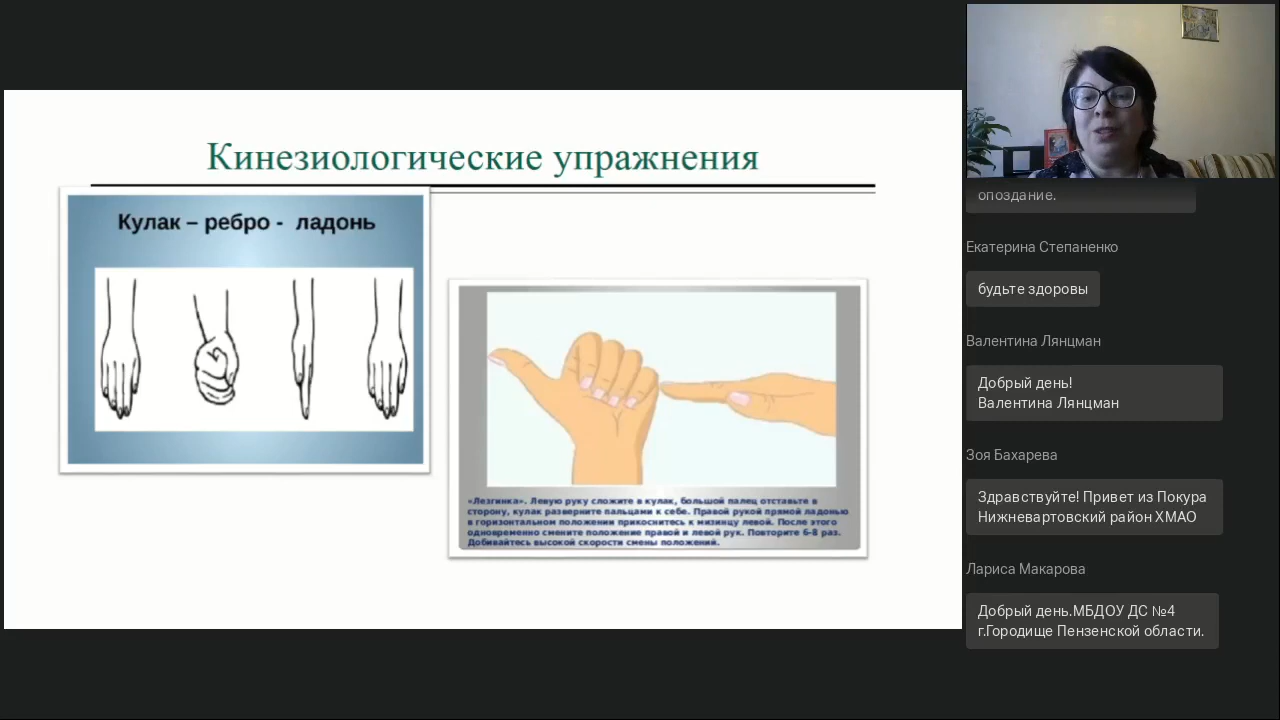 Кинезиологические упражнения
Кулак – ребро - ладонь
«Лезгинка». Левую руку сложите в кулак, большой палец отставьте в
сторону, кулак разверните пальцами к себе. Правой рукой прямой ладонью
в горизонтальном положении прикоснитесь к мизинцу левой. После этого
одновременно смените положение правой и левой рук. Повторите 6-8 раз.
Добивайтесь высокой скорости смены положений.
опоздание.
Екатерина Степаненко
будьте здоровы
Валентина Лянцман
Добрый день!
Валентина Лянцман
Зоя Бахарева
Здравствуйте! Привет из Покура
Нижневартовский район ХМАО
Лариса Макарова
Добрый день.МБДОУ ДС №4
г.Городище Пензенской области.